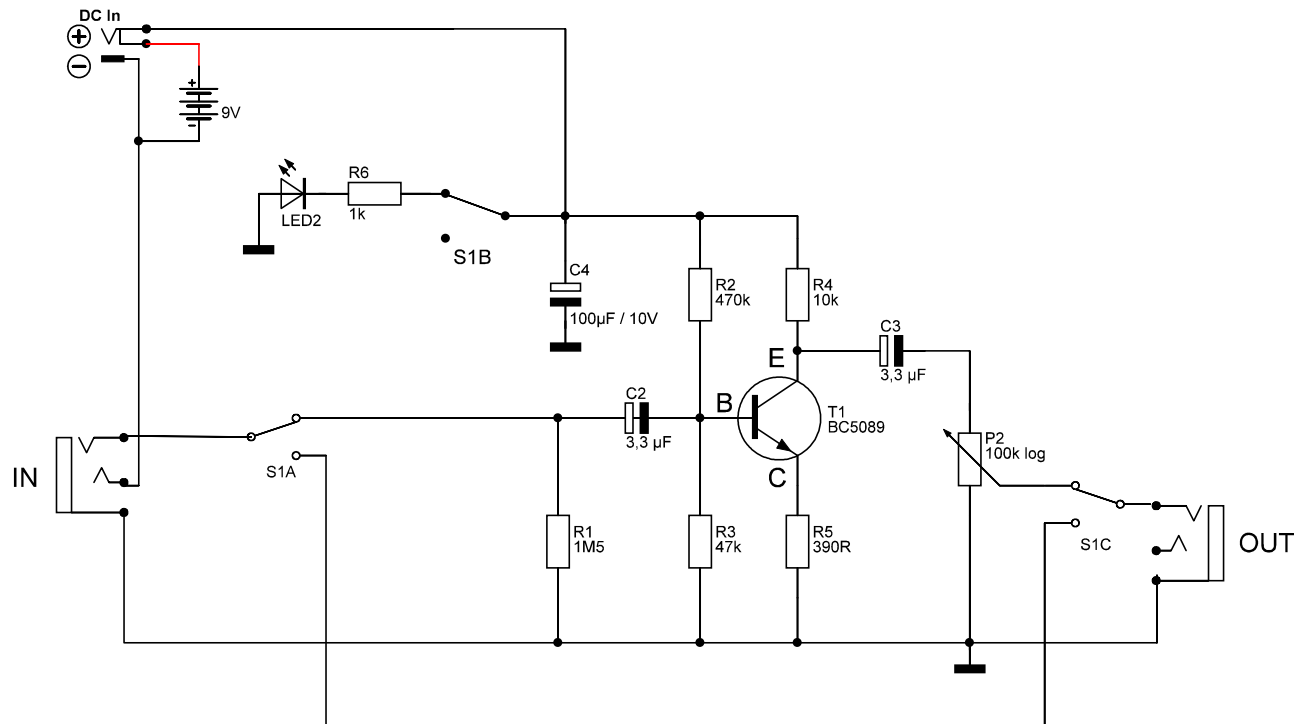 DC In
+
−
+
9V
−
R6
1k
LED2
S1B
C4
100µF / 10V
R2
470k
R4
10k
C3
3,3 µF
E
B
C
T1
BC5089
C2
3,3 µF
P2
100k log
IN
S1A
R1
1M5
R3
47k
R5
390R
S1C
OUT